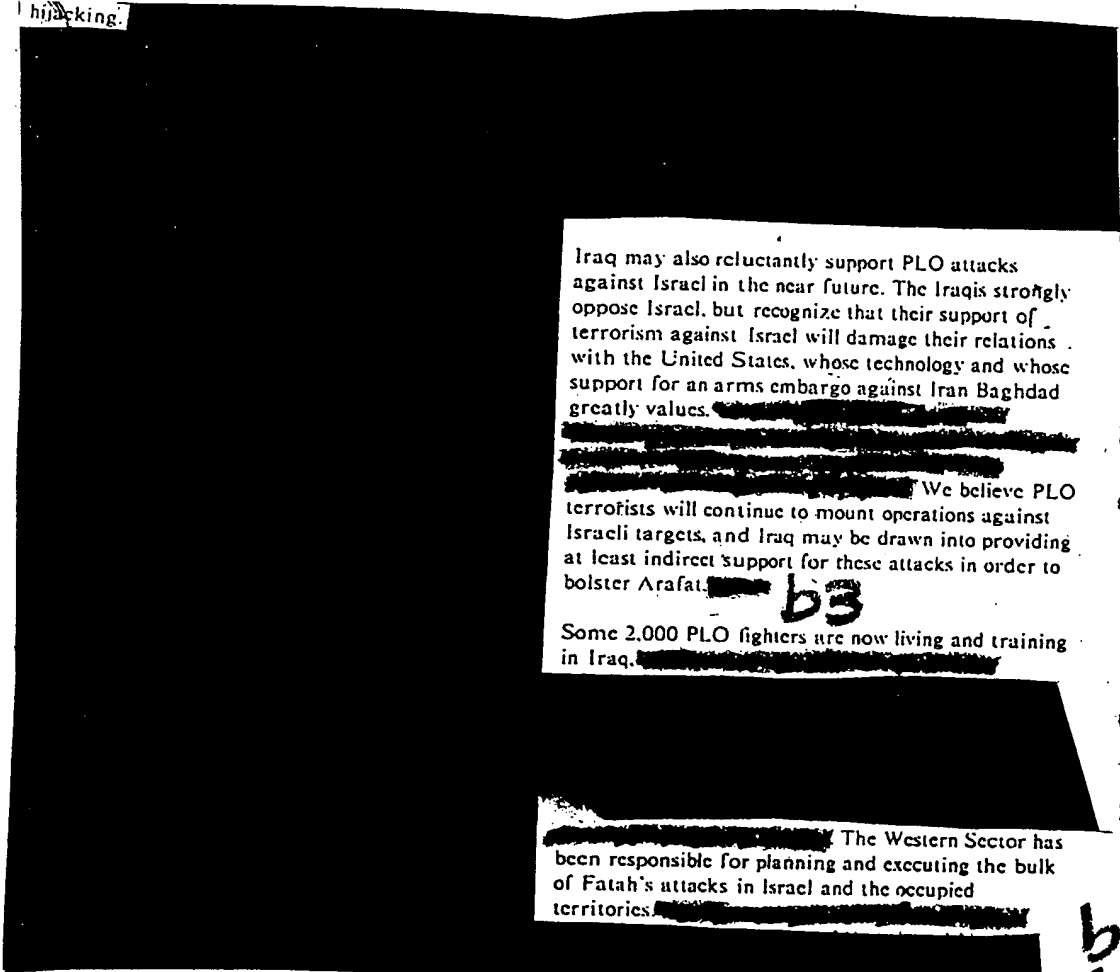 hijacking.
Iraq may also reluctantly support PLO attacks
against Israel in the near future. The Iraqis strongly
oppose Israel, but recognize that their support of
terrorism against Israel will damage their relations
with the United States, whose technology and whose
support for an arms embargo against Iran Baghdad
greatly values.
We believe PLO
terrorists will continue to mount operations against
Israeli targets, and Iraq may be drawn into providing
at least indirect support for these attacks in order to
bolster Arafat.
b3
Some 2,000 PLO fighters are now living and training
in Iraq.
The Western Sector has
been responsible for planning and executing the bulk
of Fatah's attacks in Israel and the occupied
territories.
b